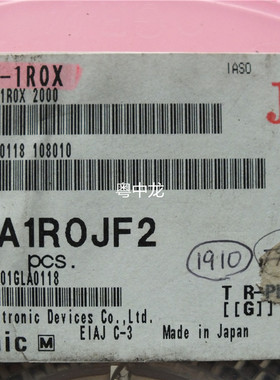 -1R0X
IASO
1R0X 2000
J
0118 108010
粤中龙
A1R0JF2
pcs.
1910
01GLA0118
T R-P
[[G]]
tronic Devices Co.,Ltd.
EIAJ C-3 Made in Japan
nic M